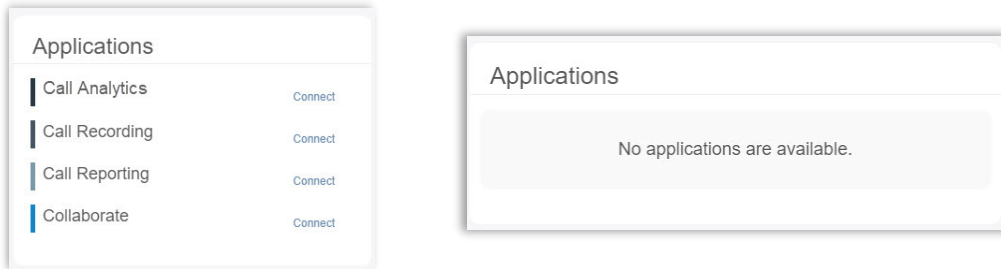 Applications
Call Analytics
Connect
Call Recording
Connect
Call Reporting
Connect
Collaborate
Connect
Applications
No applications are available.